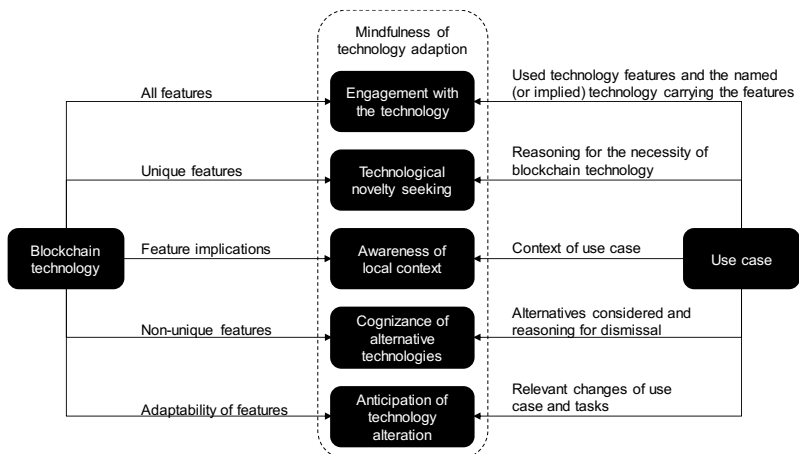 Mindfulness of
technology adaption
All features
Engagement with
the technology
Used technology features and the named
(or implied) technology carrying the features
Unique features
Technological
novelty seeking
Reasoning for the necessity of
blockchain technology
Blockchain
technology
Feature implications
Awareness of
local context
Context of use case
Use case
Non-unique features
Cognizance of
alternative
technologies
Alternatives considered and
reasoning for dismissal
Adaptability of features
Anticipation of
technology
alteration
Relevant changes of use
case and tasks